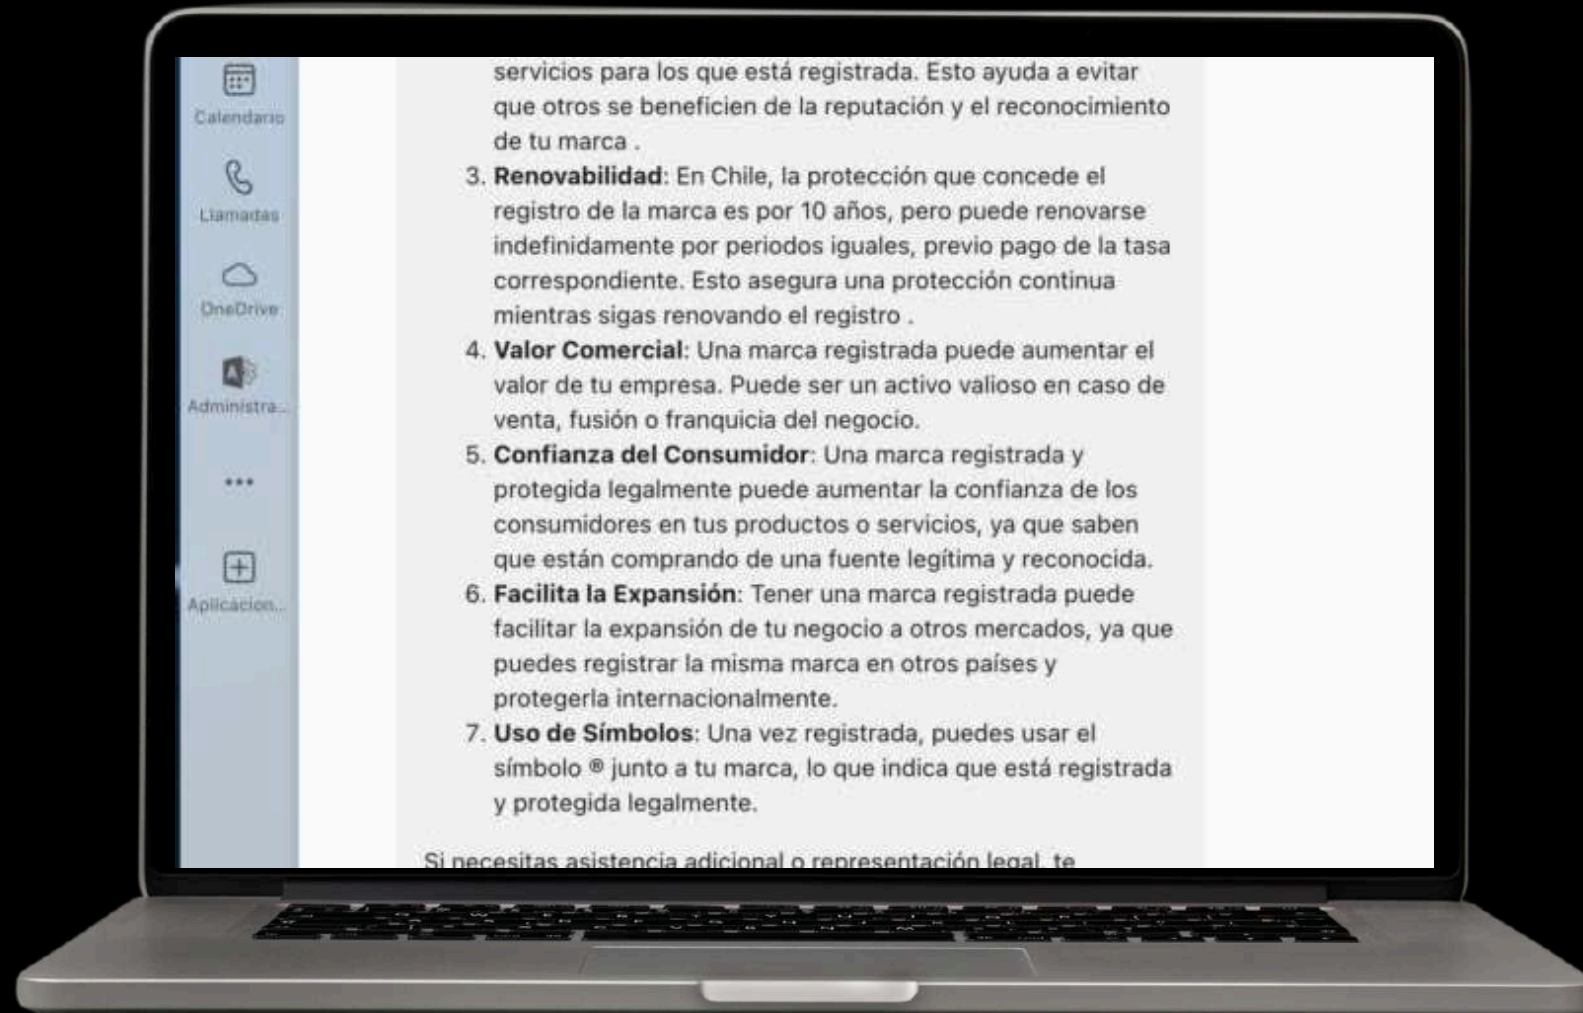 Calendario
Llamadas
OneDrive
Administra...
Aplicacion...
servicios para los que está registrada. Esto ayuda a evitar
que otros se beneficien de la reputación y el reconocimiento
de tu marca .
3. Renovabilidad: En Chile, la protección que concede el
registro de la marca es por 10 años, pero puede renovarse
indefinidamente por periodos iguales, previo pago de la tasa
correspondiente. Esto asegura una protección continua
mientras sigas renovando el registro .
4. Valor Comercial: Una marca registrada puede aumentar el
valor de tu empresa. Puede ser un activo valioso en caso de
venta, fusión o franquicia del negocio.
5. Confianza del Consumidor: Una marca registrada y
protegida legalmente puede aumentar la confianza de los
consumidores en tus productos o servicios, ya que saben
que están comprando de una fuente legítima y reconocida.
6. Facilita la Expansión: Tener una marca registrada puede
facilitar la expansión de tu negocio a otros mercados, ya que
puedes registrar la misma marca en otros países y
protegerla internacionalmente.
7. Uso de Símbolos: Una vez registrada, puedes usar el
símbolo ® junto a tu marca, lo que indica que está registrada
y protegida legalmente.
Si necesitas asistencia adicional o representación legal, te